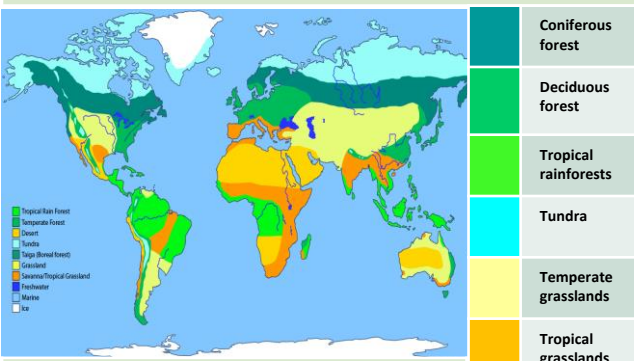 Tropical Rain Forest
Temperate Forest
Desert
Tundra
Taiga (Boreal forest)
Grassland
Savanna/Tropical Grassland
Freshwater
Marine
Ice
Coniferous
forest
Deciduous
forest
Tropical
rainforests
Tundra
Temperate
grasslands
Tropical
grasslands